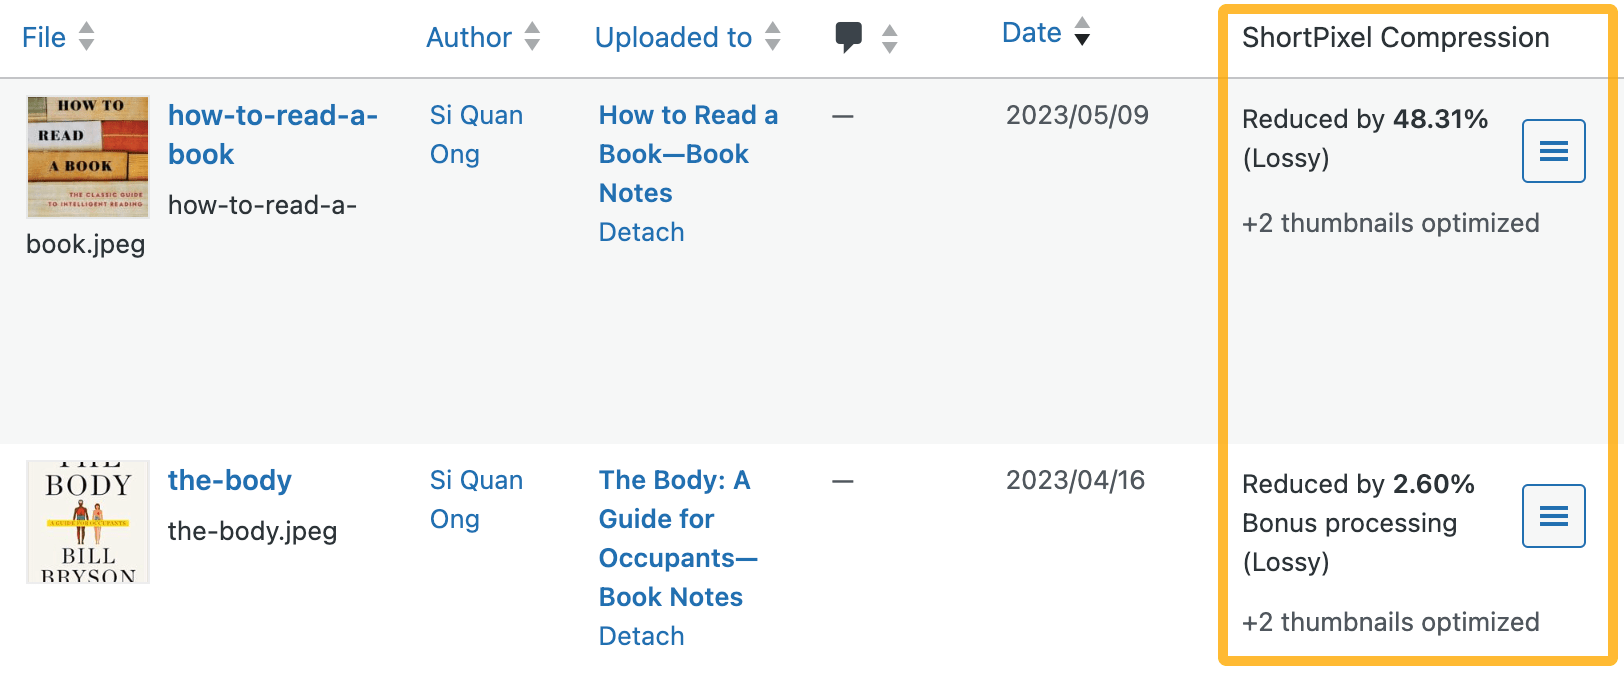 File
Author
Uploaded to
Date
ShortPixel Compression
HOW TO
READ
A BOOK
THE CLASSIC GUIDE
TO INTELLIGENT READING
how-to-read-a-
book
how-to-read-a-
book.jpeg
Si Quan
Ong
How to Read a
Book—Book
Notes
Detach
—
2023/05/09
Reduced by 48.31%
(Lossy)
+2 thumbnails optimized
THE
BODY
A GUIDE FOR OCCUPANTS
BILL
BRYSON
the-body
the-body.jpeg
Si Quan
Ong
The Body: A
Guide for
Occupants—
Book Notes
Detach
—
2023/04/16
Reduced by 2.60%
Bonus processing
(Lossy)
+2 thumbnails optimized